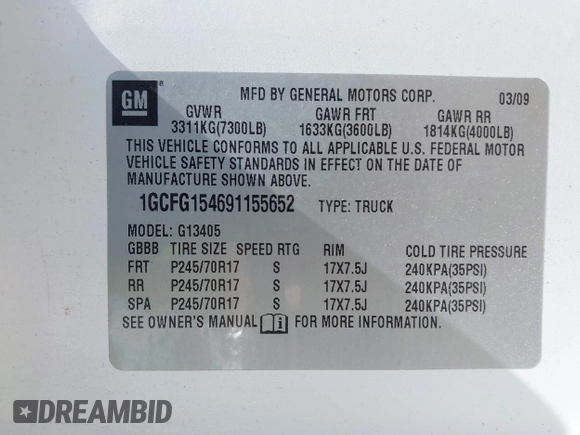 GM
MFD BY GENERAL MOTORS CORP. 03/09
GVWR GAWR FRT GAWR RR
3311KG(7300LB) 1633KG(3600LB) 1814KG(4000LB)
THIS VEHICLE CONFORMS TO ALL APPLICABLE U.S. FEDERAL MOTOR
VEHICLE SAFETY STANDARDS IN EFFECT ON THE DATE OF
MANUFACTURE SHOWN ABOVE.
1GCFG154691155652 TYPE: TRUCK
MODEL: G13405
GBBB TIRE SIZE SPEED RTG RIM COLD TIRE PRESSURE
FRT P245/70R17 S 17X7.5J 240KPA(35PSI)
RR P245/70R17 S 17X7.5J 240KPA(35PSI)
SPA P245/70R17 S 17X7.5J 240KPA(35PSI)
SEE OWNER'S MANUAL i FOR MORE INFORMATION.
DREAMBID